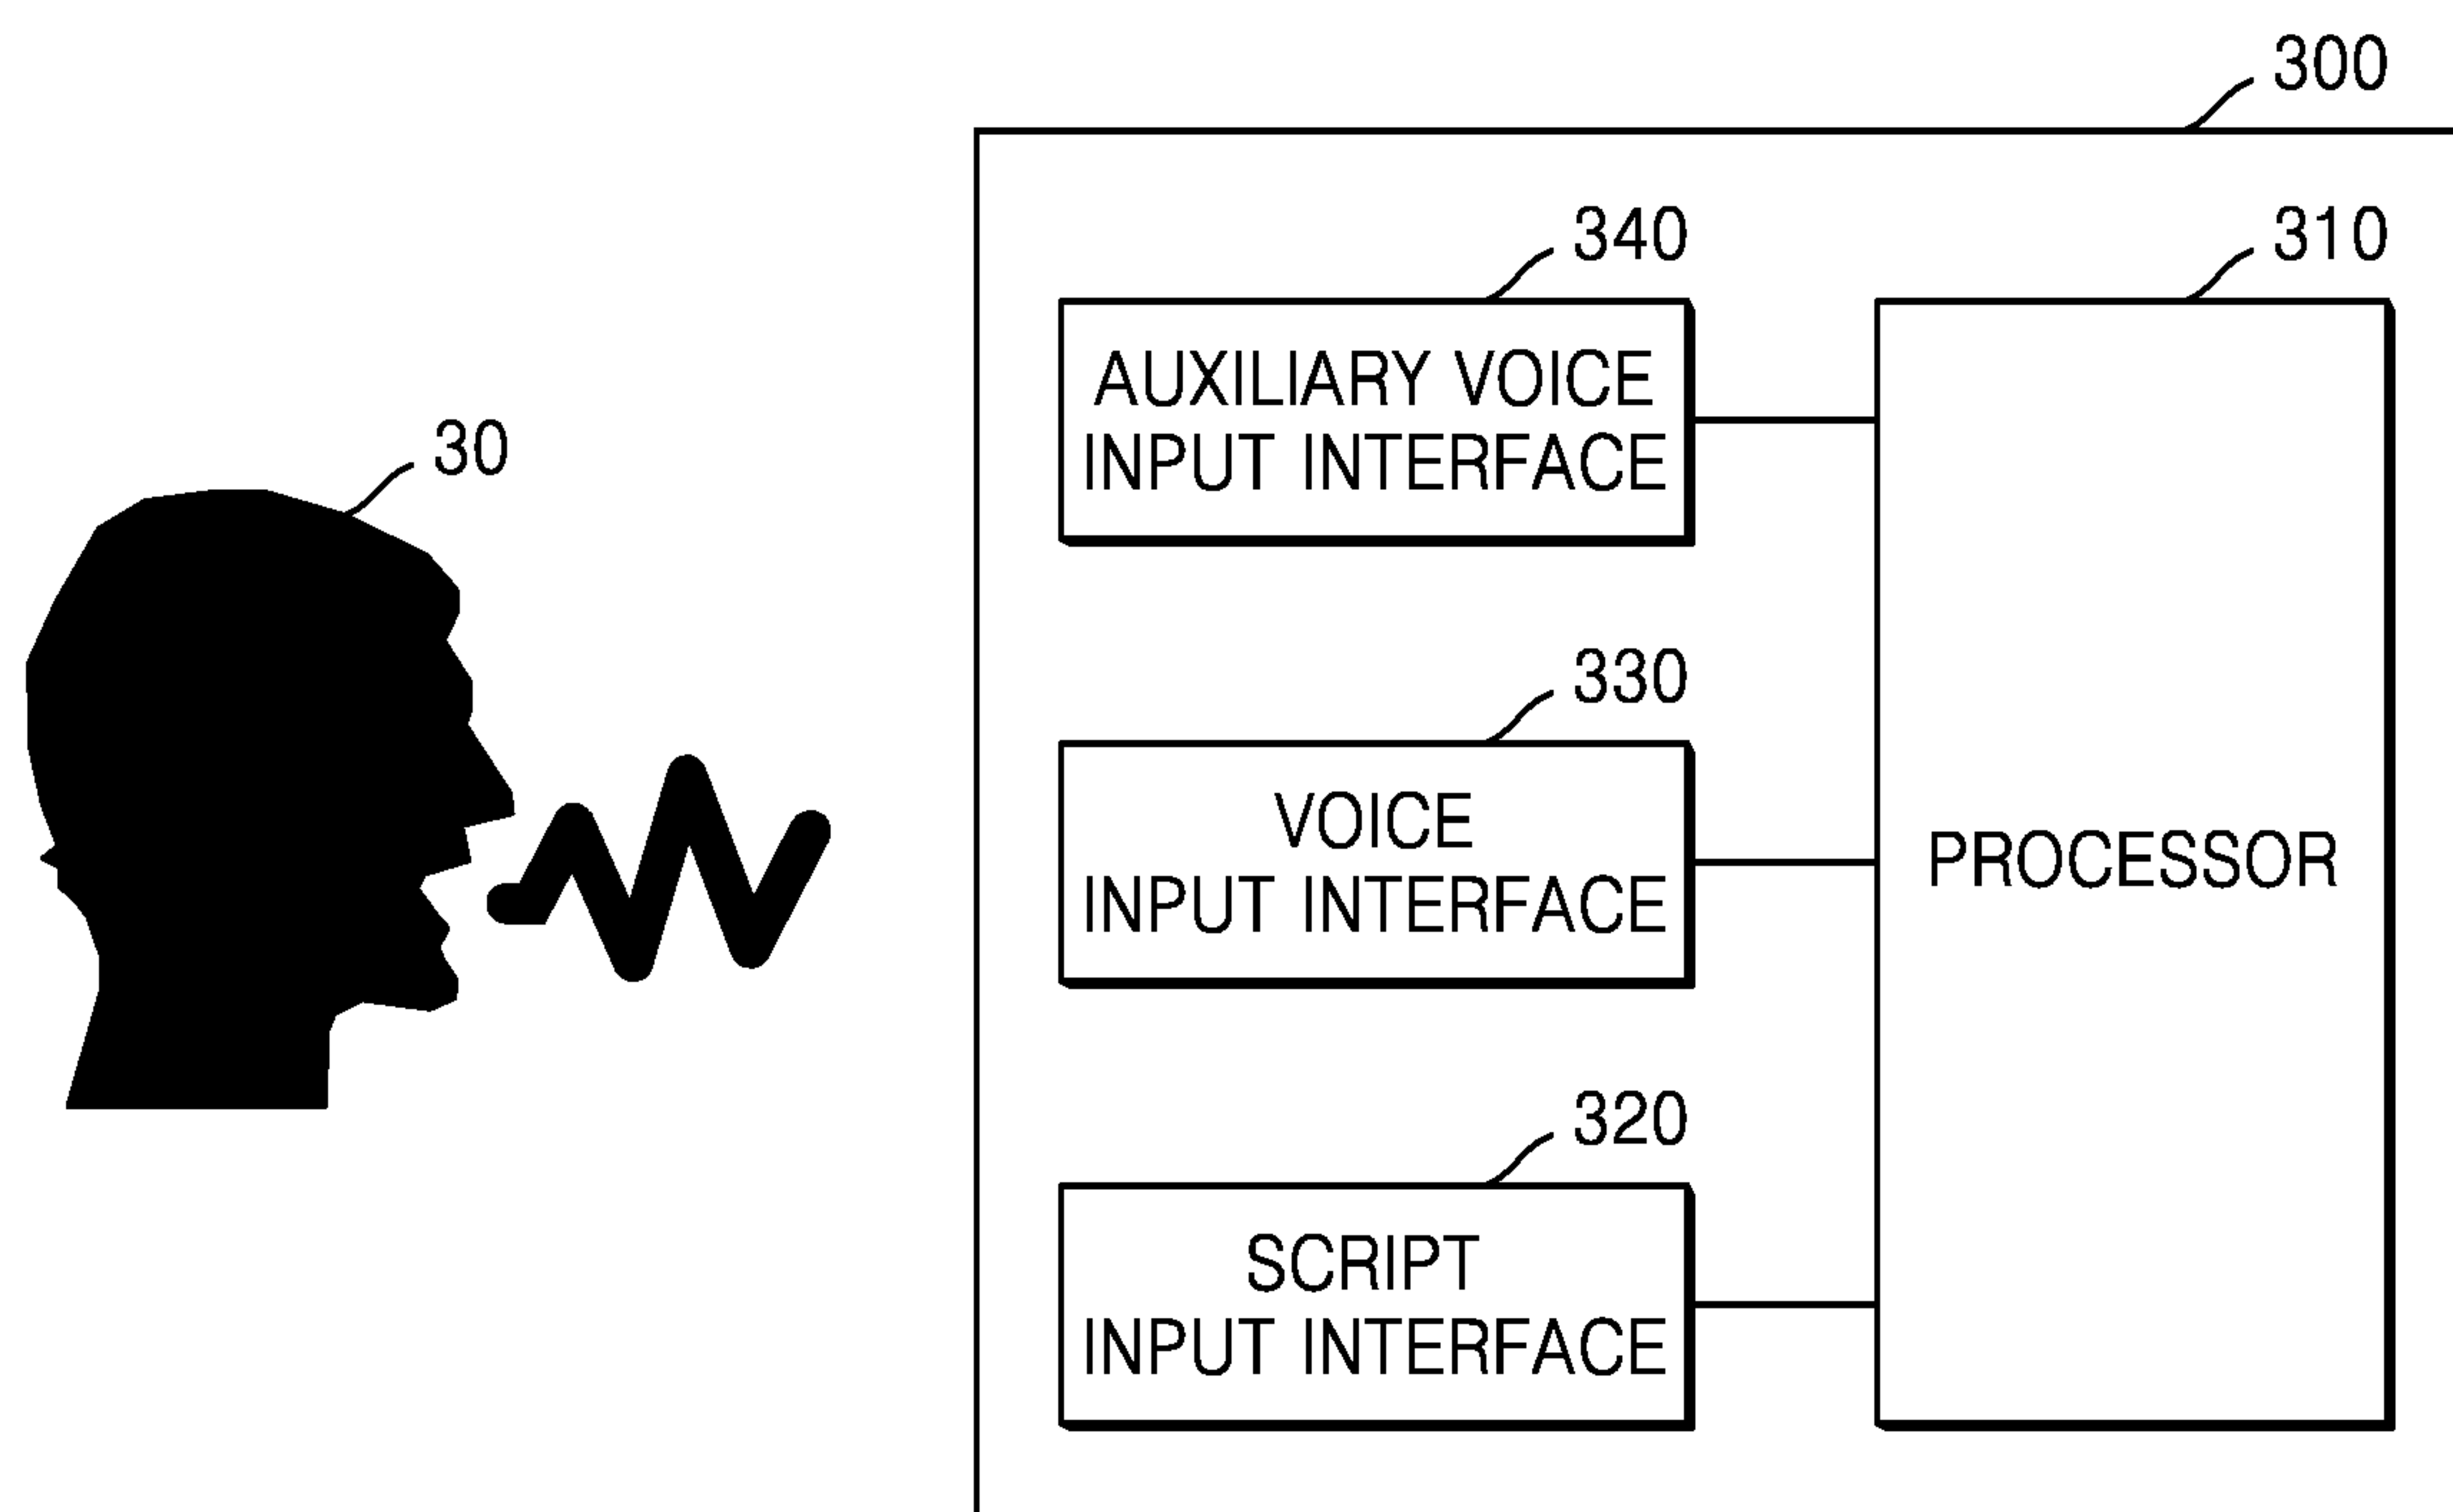 300
340
310
AUXILIARY VOICE
INPUT INTERFACE
30
330
VOICE
INPUT INTERFACE
PROCESSOR
320
SCRIPT
INPUT INTERFACE